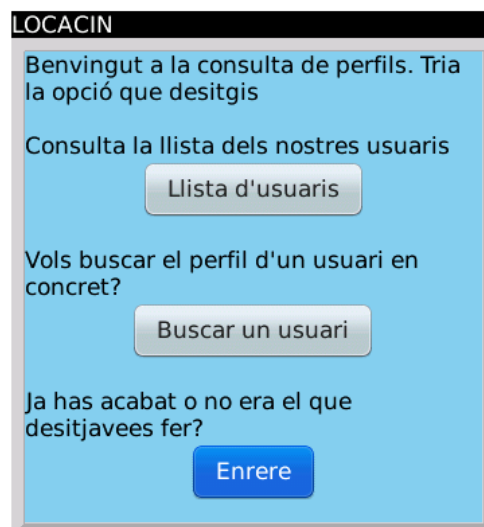 LOCACIN
Benvingut a la consulta de perfils. Tria
la opció que desitgis
Consulta la llista dels nostres usuaris
Llista d'usuaris
Vols buscar el perfil d'un usuari en
concret?
Buscar un usuari
Ja has acabat o no era el que
desitjavees fer?
Enrere